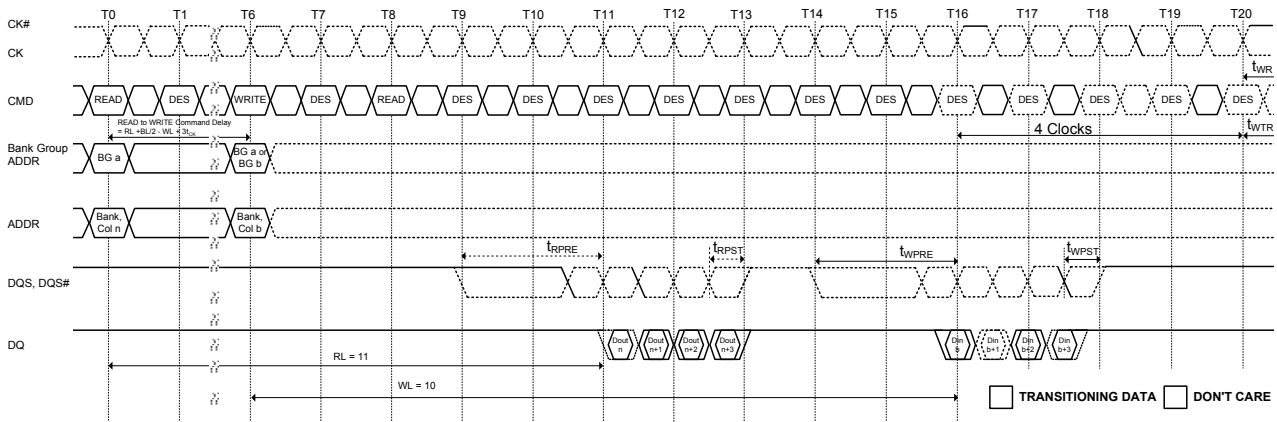 T0 T1 T6 T7 T8 T9 T10 T11 T12 T13 T14 T15 T16 T17 T18 T19 T20
CK#
CK
tWR
CMD READ DES WRITE DES READ DES DES DES DES DES DES DES DES DES DES DES DES
READ to WRITE Command Delay
= RL +BL/2 - WL + 3tCK
4 Clocks
tWTR
Bank Group
ADDR
BG a
BG a or
BG b
ADDR
Bank,
Col n
Bank,
Col b
tRPRE tRPST tWPRE tWPST
DQS, DQS#
DQ
Dout
n
Dout
n+1
Dout
n+2
Dout
n+3
Din
b
Din
b+1
Din
b+2
Din
b+3
RL = 11
WL = 10
TRANSITIONING DATA DON'T CARE